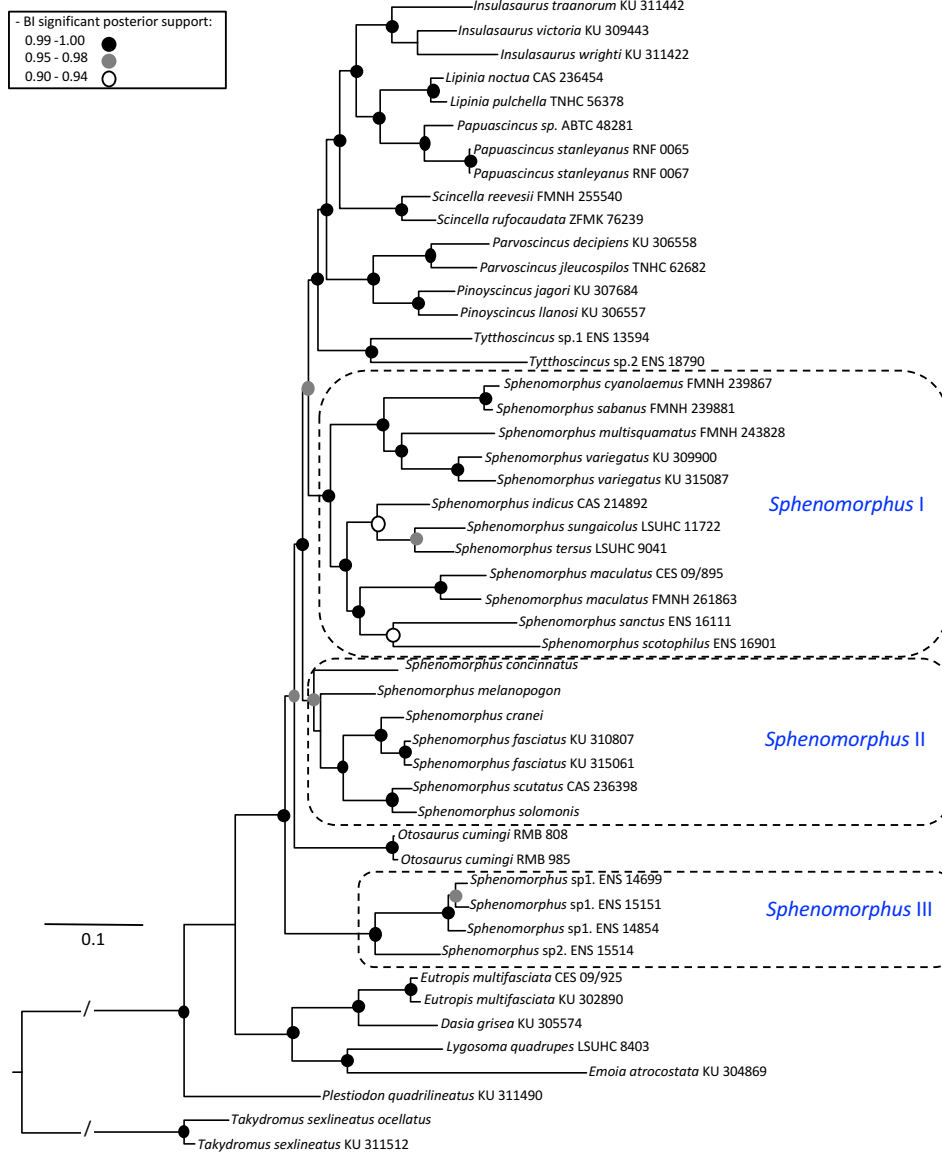 - BI significant posterior support:
0.99 -1.00
0.95 - 0.98
0.90 - 0.94
Insulasaurus traanorum KU 311442
Insulasaurus victoria KU 309443
Insulasaurus wrighti KU 311422
Lipinia noctua CAS 236454
Lipinia pulchella TNHC 56378
Papuascincus sp. ABTC 48281
Papuascincus stanleyanus RNF 0065
Papuascincus stanleyanus RNF 0067
Scincella reevesii FMNH 255540
Scincella rufocaudata ZFMK 76239
Parvoscincus decipiens KU 306558
Parvoscincus jleucospilos TNHC 62682
Pinoyscincus jagori KU 307684
Pinoyscincus llanosi KU 306557
Tytthoscincus sp.1 ENS 13594
Tytthoscincus sp.2 ENS 18790
Sphenomorphus cyanolaemus FMNH 239867
Sphenomorphus sabanus FMNH 239881
Sphenomorphus multisquamatus FMNH 243828
Sphenomorphus variegatus KU 309900
Sphenomorphus variegatus KU 315087
Sphenomorphus indicus CAS 214892
Sphenomorphus I
Sphenomorphus sungaicolus LSUHC 11722
Sphenomorphus tersus LSUHC 9041
Sphenomorphus maculatus CES 09/895
Sphenomorphus maculatus FMNH 261863
Sphenomorphus sanctus ENS 16111
Sphenomorphus scotophilus ENS 16901
Sphenomorphus concinnatus
Sphenomorphus melanopogon
Sphenomorphus cranei
Sphenomorphus fasciatus KU 310807
Sphenomorphus II
Sphenomorphus fasciatus KU 315061
Sphenomorphus scutatus CAS 236398
Sphenomorphus solomonis
Otosaurus cumingi RMB 808
Otosaurus cumingi RMB 985
Sphenomorphus sp1. ENS 14699
Sphenomorphus sp1. ENS 15151
Sphenomorphus III
Sphenomorphus sp1. ENS 14854
0.1
Sphenomorphus sp2. ENS 15514
Eutropis multifasciata CES 09/925
Eutropis multifasciata KU 302890
Dasia grisea KU 305574
Lygosoma quadrupes LSUHC 8403
Emoia atrocostata KU 304869
Plestiodon quadrilineatus KU 311490
Takydromus sexlineatus ocellatus
Takydromus sexlineatus KU 311512